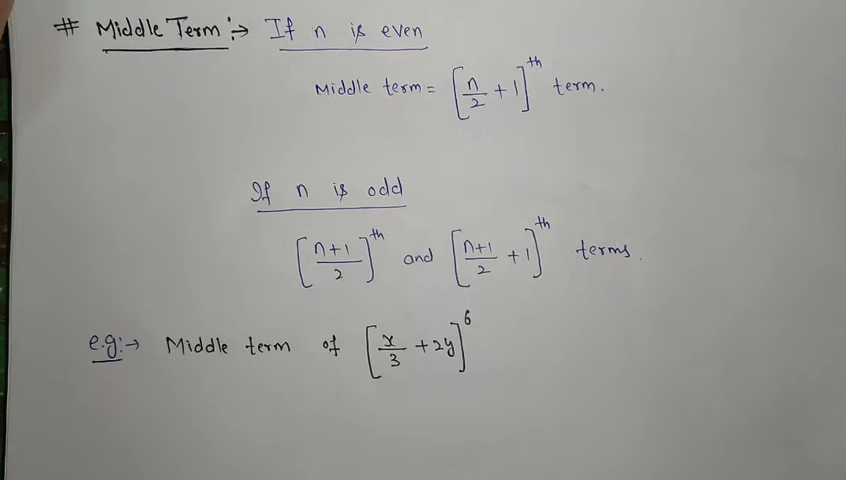 # Middle Term :→ If n is even
Middle term = [n/2 + 1]^th term.
If n is odd
[n+1/2]^th and [n+1/2 + 1]^th terms.
e.g:→ Middle term of [x/3 + 2y]^6